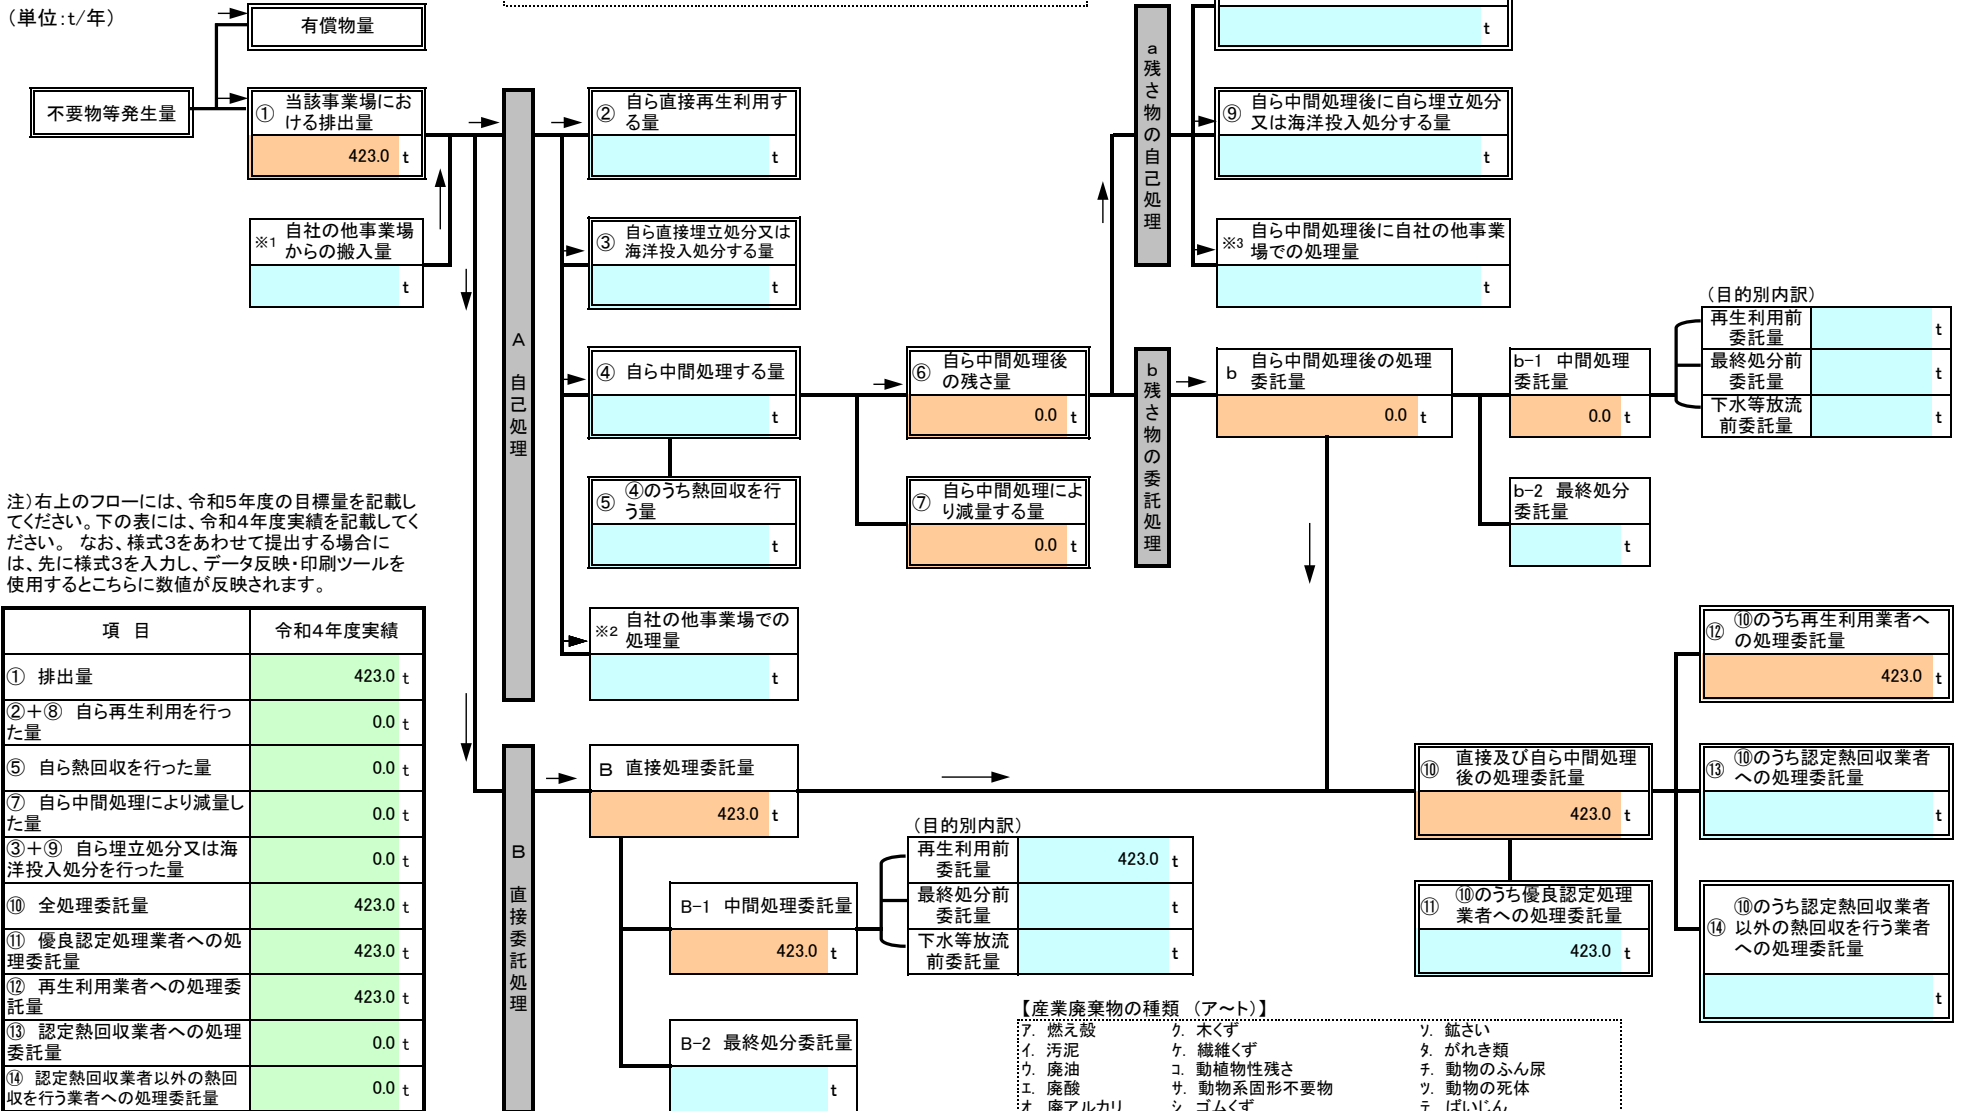 (単位:t/年)
有償物量
t
不要物等発生量
① 当該事業場にお
ける排出量
423.0 t
※1 自社の他事業場
からの搬入量
t
A 自己処理
② 自ら直接再生利用す
る量
t
③ 自ら直接埋立処分又は
海洋投入処分する量
t
④ 自ら中間処理する量
t
⑤ ④のうち熱回収を行
う量
t
※2 自社の他事業場での
処理量
t
⑥ 自ら中間処理後
の残さ量
0.0 t
⑦ 自ら中間処理によ
り減量する量
0.0 t
a 残さ物の自己処理
⑨ 自ら中間処理後に自ら埋立処分
又は海洋投入処分する量
t
※3 自ら中間処理後に自社の他事業
場での処理量
t
b 残さ物の委託処理
b 自ら中間処理後の処理
委託量
0.0 t
b-1 中間処理
委託量
0.0 t
(目的別内訳)
再生利用前
委託量
t
最終処分前
委託量
t
下水等放流
前委託量
t
b-2 最終処分
委託量
t
注)右上のフローには、令和5年度の目標量を記載し
てください。下の表には、令和4年度実績を記載してく
ださい。 なお、様式3をあわせて提出する場合に
は、先に様式3を入力し、データ反映・印刷ツールを
使用するとこちらに数値が反映されます。
項 目 令和4年度実績
① 排出量 423.0 t
②+⑧ 自ら再生利用を行っ
た量 0.0 t
⑤ 自ら熱回収を行った量 0.0 t
⑦ 自ら中間処理により減量し
た量 0.0 t
③+⑨ 自ら埋立処分又は海
洋投入処分を行った量 0.0 t
⑩ 全処理委託量 423.0 t
⑪ 優良認定処理業者への処
理委託量 423.0 t
⑫ 再生利用業者への処理委
託量 423.0 t
⑬ 認定熱回収業者への処理
委託量 0.0 t
⑭ 認定熱回収業者以外の熱回
収を行う業者への処理委託量 0.0 t
B 直接委託処理
B 直接処理委託量
423.0 t
B-1 中間処理委託量
423.0 t
(目的別内訳)
再生利用前
委託量
423.0 t
最終処分前
委託量
t
下水等放流
前委託量
t
B-2 最終処分委託量
t
⑩ 直接及び自ら中間処理
後の処理委託量
423.0 t
⑪ ⑩のうち優良認定処理
業者への処理委託量
423.0 t
⑫ ⑩のうち再生利用業者へ
の処理委託量
423.0 t
⑬ ⑩のうち認定熱回収業者
への処理委託量
t
⑭ ⑩のうち認定熱回収業者
以外の熱回収を行う業者
への処理委託量
t
【産業廃棄物の種類 (ア~ト)】
ア. 燃え殻 ク. 木くず ソ. 鉱さい
イ. 汚泥 ケ. 繊維くず タ. がれき類
ウ. 廃油 コ. 動植物性残さ チ. 動物のふん尿
エ. 廃酸 サ. 動物系固形不要物 ツ. 動物の死体
オ. 廃アルカリ シ. ゴムくず テ. ばいじん